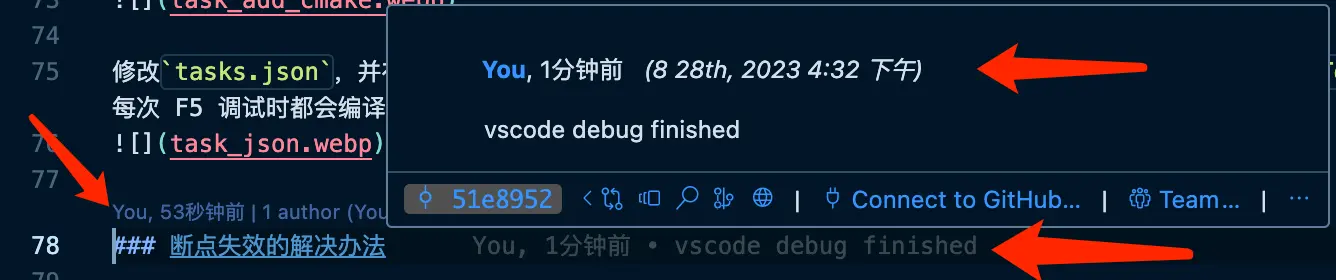 73
![](task_add_cmake.webp)
74
75 修改`tasks.json`，并
每次 F5 调试时都会编译
76 ![](task_json.webp)
77
You, 53秒钟前 | 1 author (You
78 ### 断点失效的解决办法 You, 1分钟前 • vscode debug finished
79
You, 1分钟前 (8 28th, 2023 4:32 下午)
vscode debug finished
51e8952 | Connect to GitHub… | Team… | …